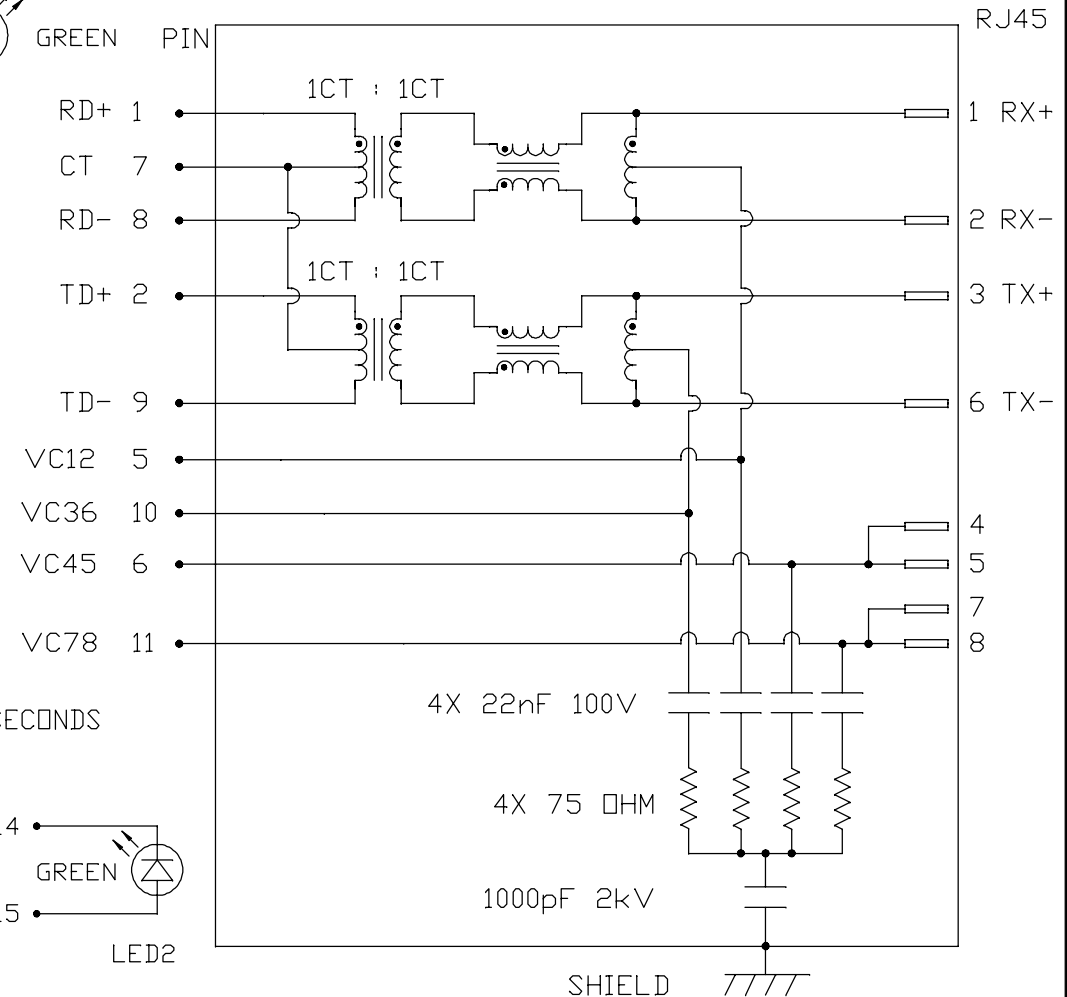 GREEN PIN RJ45
1CT : 1CT
RD+ 1 1 RX+
CT 7
RD- 8 2 RX-
1CT : 1CT
TD+ 2 3 TX+
TD- 9 6 TX-
VC12 5
VC36 10
4
VC45 6 5
7
VC78 11 8
4X 22nF 100V
4X 75 OHM
GREEN
1000pF 2kV
LED2
SHIELD